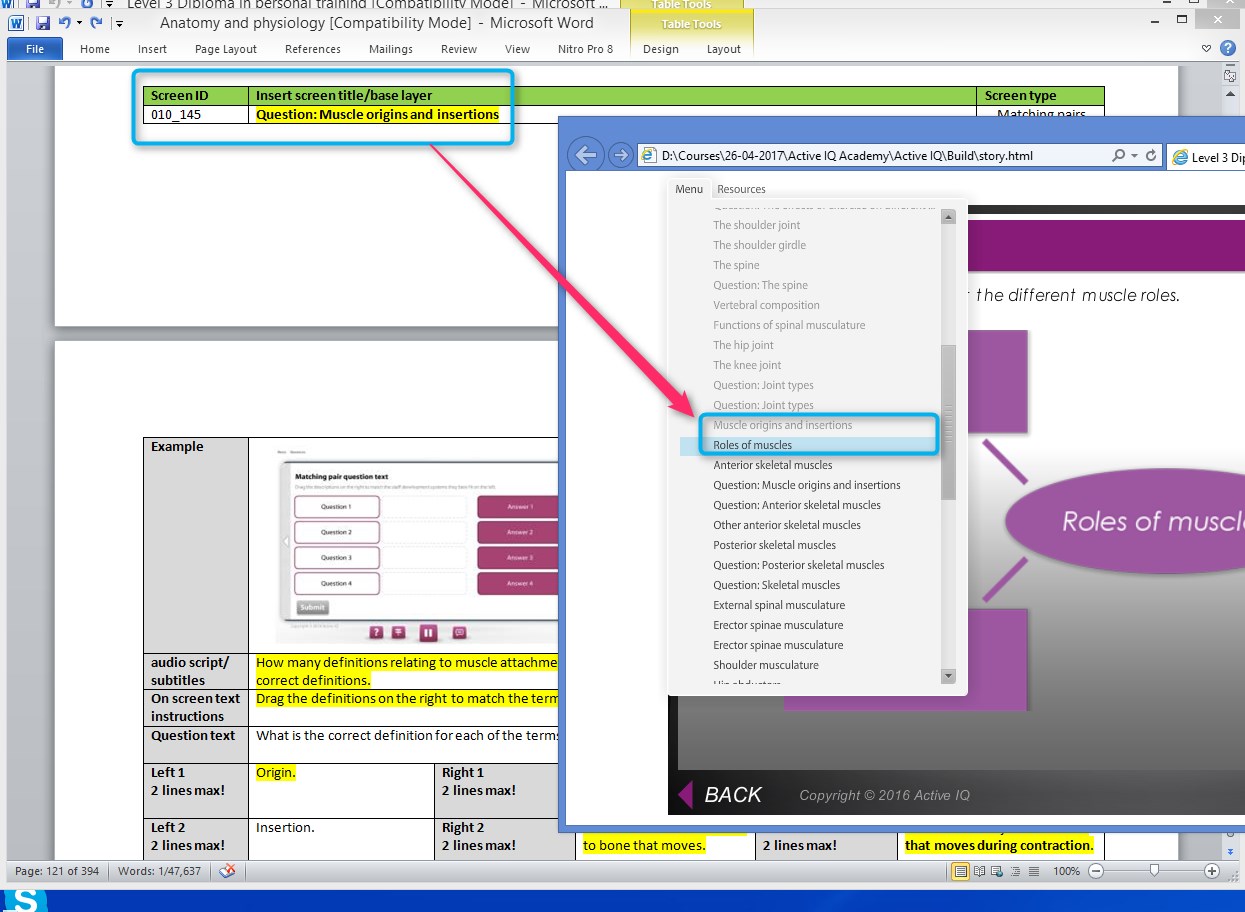 Level 3 Diploma in personal training [Compatibility Mode] - Microsoft ...
Table Tools
Anatomy and physiology [Compatibility Mode] - Microsoft Word
Table Tools
File Home Insert Page Layout References Mailings Review View Nitro Pro 8 Design Layout
Screen ID Insert screen title/base layer Screen type
010_145 Question: Muscle origins and insertions Matching pairs
D:\Courses\26-04-2017\Active IQ Academy\Active IQ\Build\story.html
Level 3 Dip
Menu Resources
Question: The effects of exercise on different ...
The shoulder joint
The shoulder girdle
The spine
Question: The spine
Vertebral composition
Functions of spinal musculature
The hip joint
The knee joint
Question: Joint types
Question: Joint types
Muscle origins and insertions
Roles of muscles
Anterior skeletal muscles
Question: Muscle origins and insertions
Question: Anterior skeletal muscles
Other anterior skeletal muscles
Posterior skeletal muscles
Question: Posterior skeletal muscles
Question: Skeletal muscles
External spinal musculature
Erector spinae musculature
Erector spinae musculature
Shoulder musculature
Hip abductors
the different muscle roles.
Roles of muscle
BACK Copyright © 2016 Active IQ
Example
Matching pair question text
Question 1 Answer 1
Question 2 Answer 2
Question 3 Answer 3
Question 4 Answer 4
Submit
audio script/
subtitles
How many definitions relating to muscle attachme
correct definitions.
On screen text
instructions
Drag the definitions on the right to match the term
Question text What is the correct definition for each of the terms
Left 1
2 lines max!
Origin.
Right 1
2 lines max!
Left 2
2 lines max!
Insertion.
Right 2
2 lines max!
to bone that moves.
2 lines max!
that moves during contraction.
Page: 121 of 394 Words: 1/47,637 100%